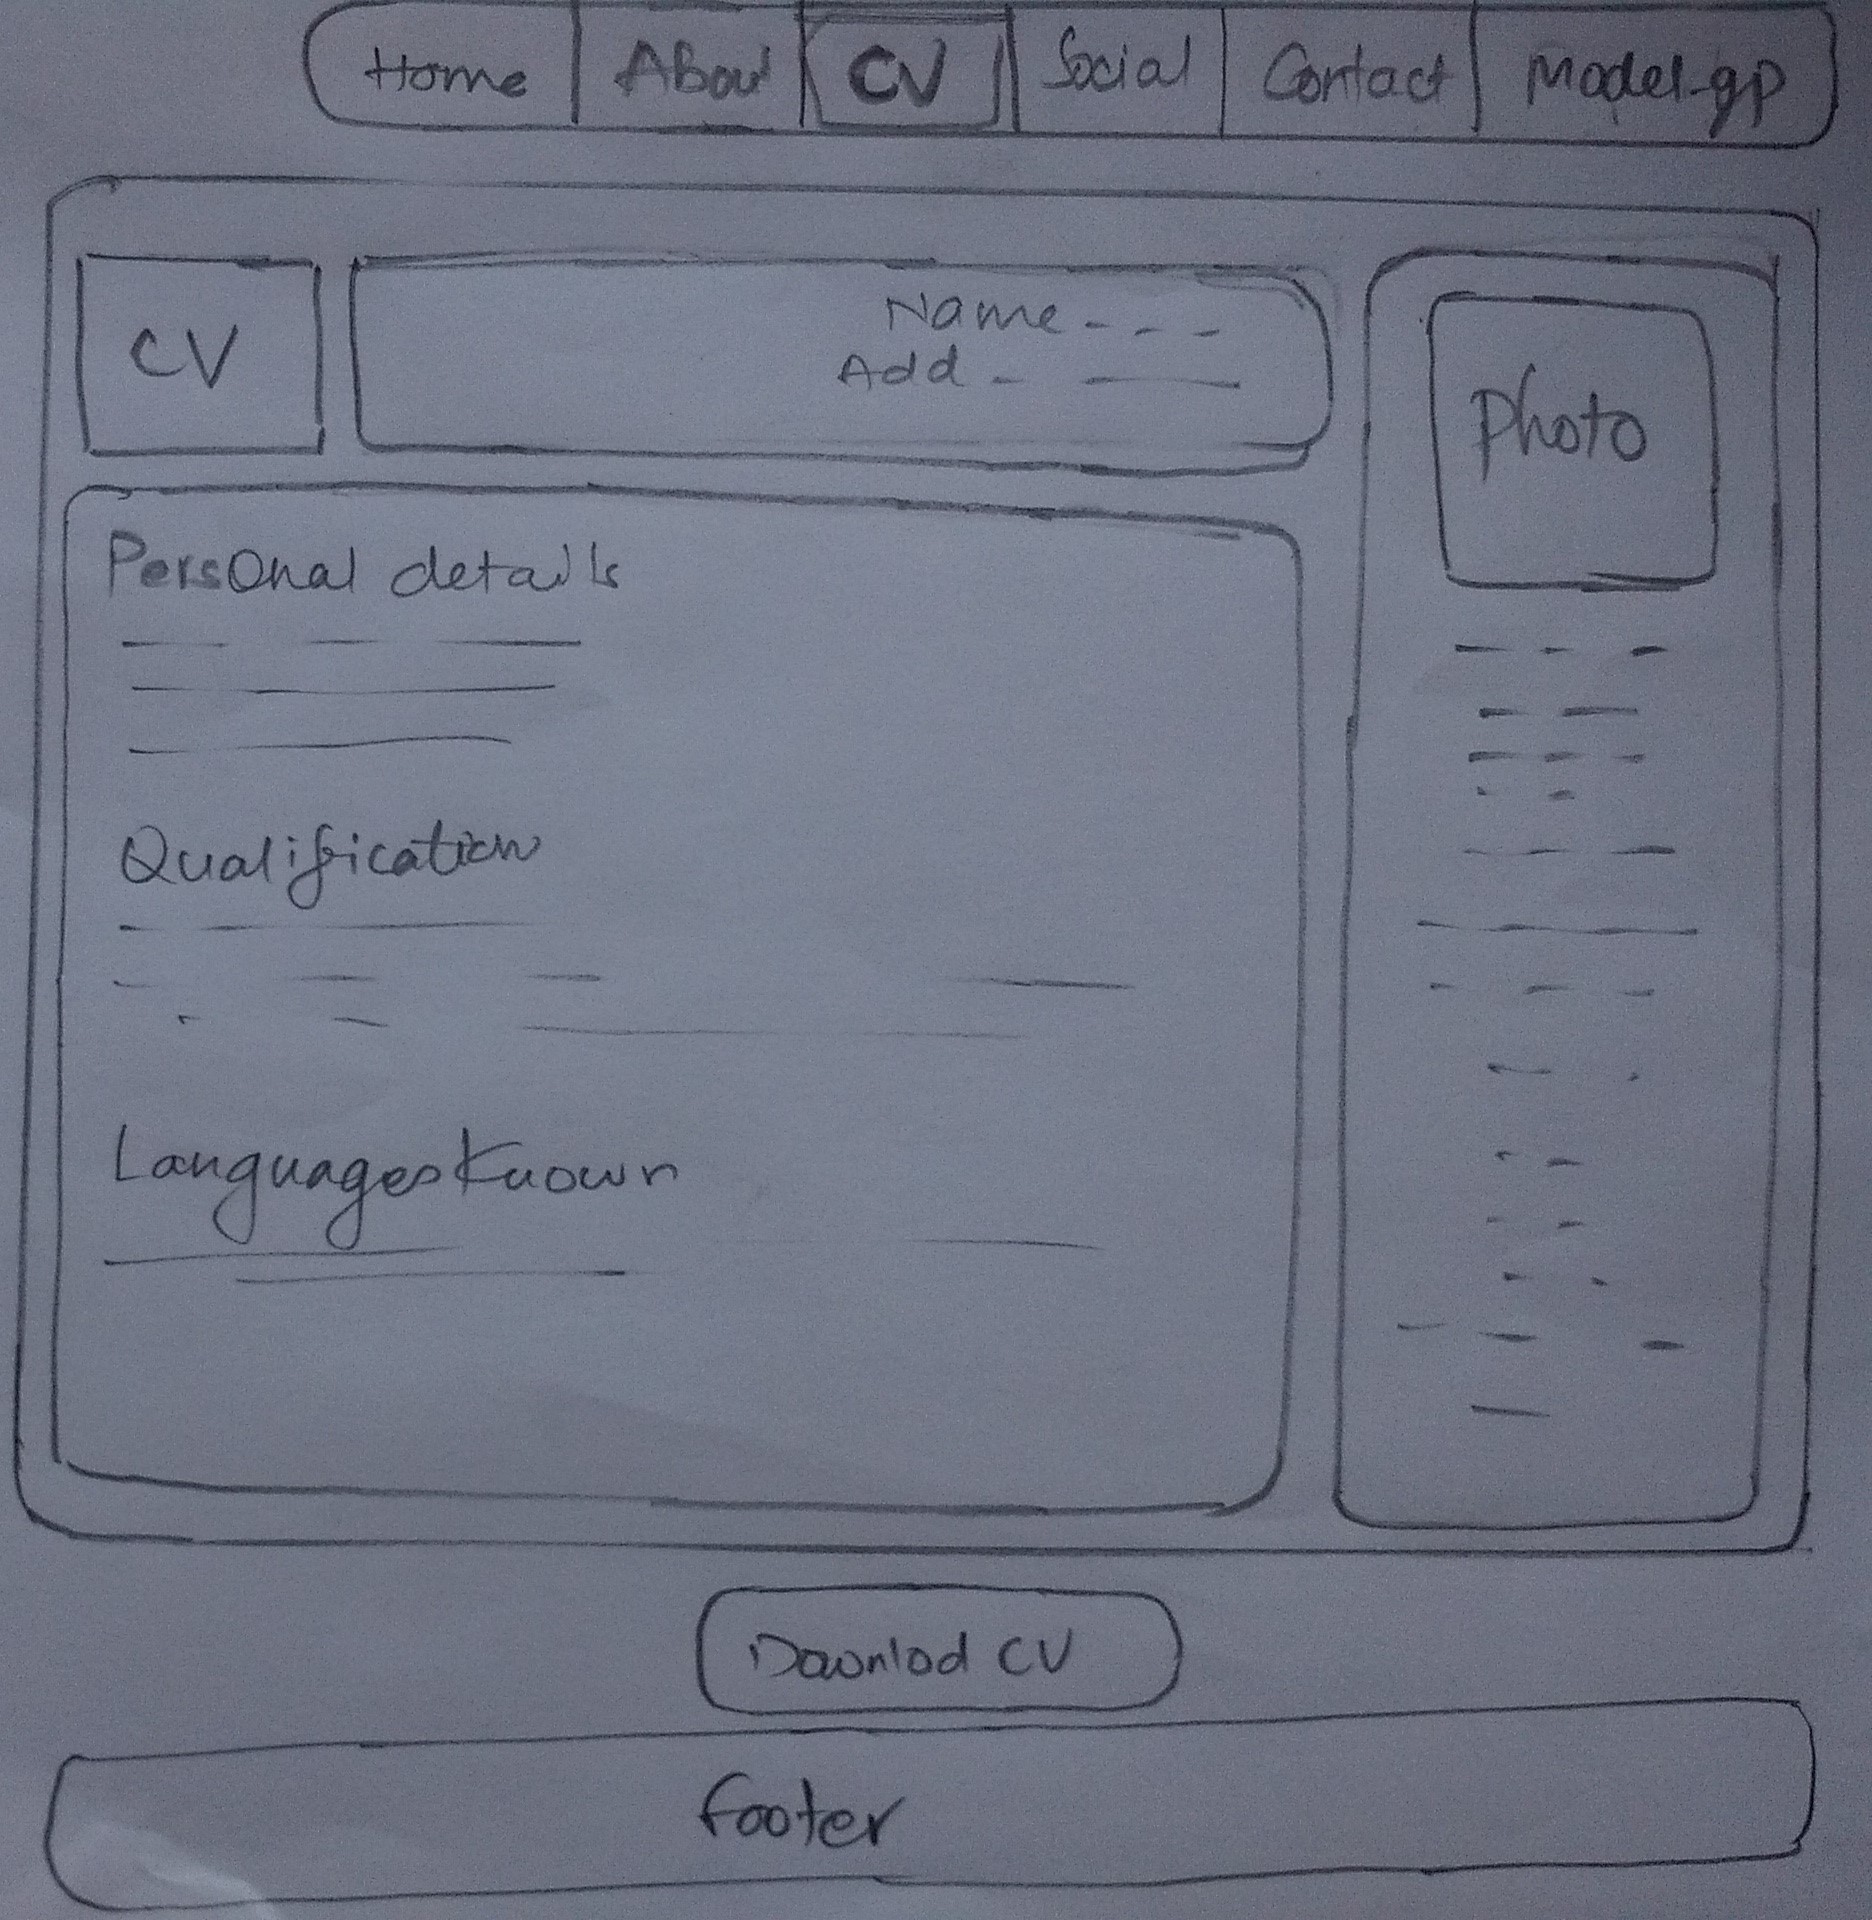 Home About CV Social Contact Model-gp
CV
Name - - -
Add - —
Photo
Personal details
Qualification
Languages Known
Downlod CV
footer